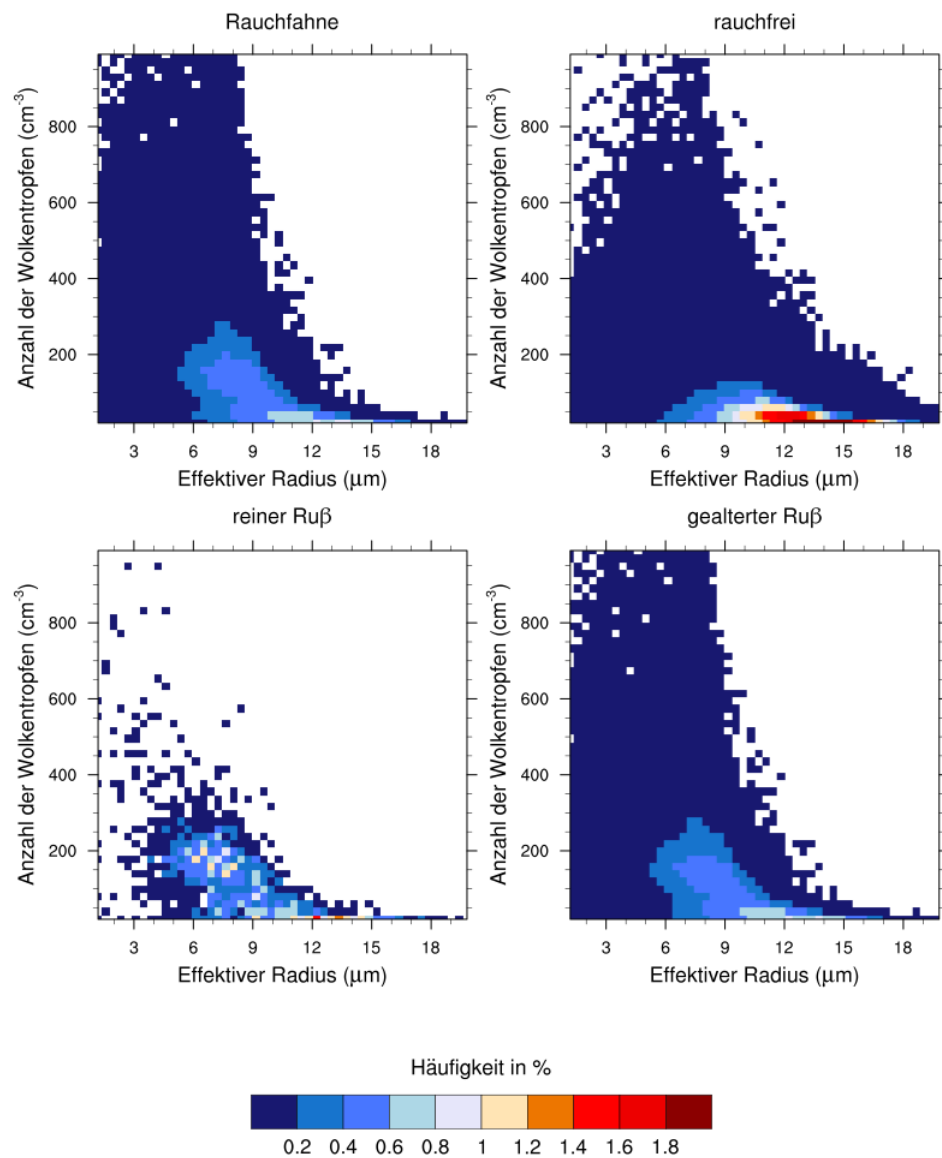 Rauchfahne
rauchfrei
Anzahl der Wolkentropfen (cm-3)
800
600
400
200
3 6 9 12 15 18
Effektiver Radius (μm)
Anzahl der Wolkentropfen (cm-3)
800
600
400
200
3 6 9 12 15 18
Effektiver Radius (μm)
reiner Ruβ
gealterter Ruβ
Anzahl der Wolkentropfen (cm-3)
800
600
400
200
3 6 9 12 15 18
Effektiver Radius (μm)
Anzahl der Wolkentropfen (cm-3)
800
600
400
200
3 6 9 12 15 18
Effektiver Radius (μm)
Häufigkeit in %
0.2 0.4 0.6 0.8 1 1.2 1.4 1.6 1.8